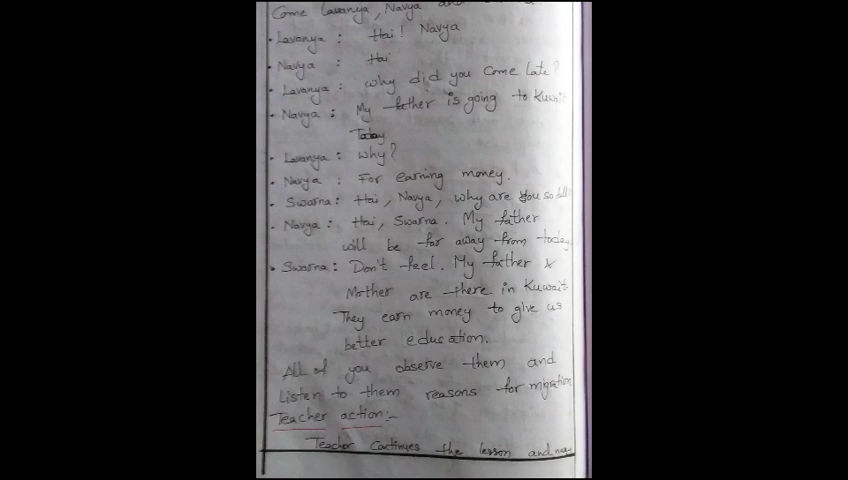 Come Lavanya, Navya and
• Lavanya : Hai! Navya
• Navya : Hai
• Lavanya : Why did you come late?
• Navya : My father is going to Kuwait
Today
• Lavanya : Why?
• Navya : For earning money.
• Swarna : Hai, Navya, why are you so
• Navya : Hai, Swarna. My father
will be far away from today
• Swarna : Don't feel. My father &
Mother are there in Kuwait.
They earn money to give us
better education.
All of you observe them and
Listen to them reasons for migration
Teacher action:-
Teacher continues the lesson and